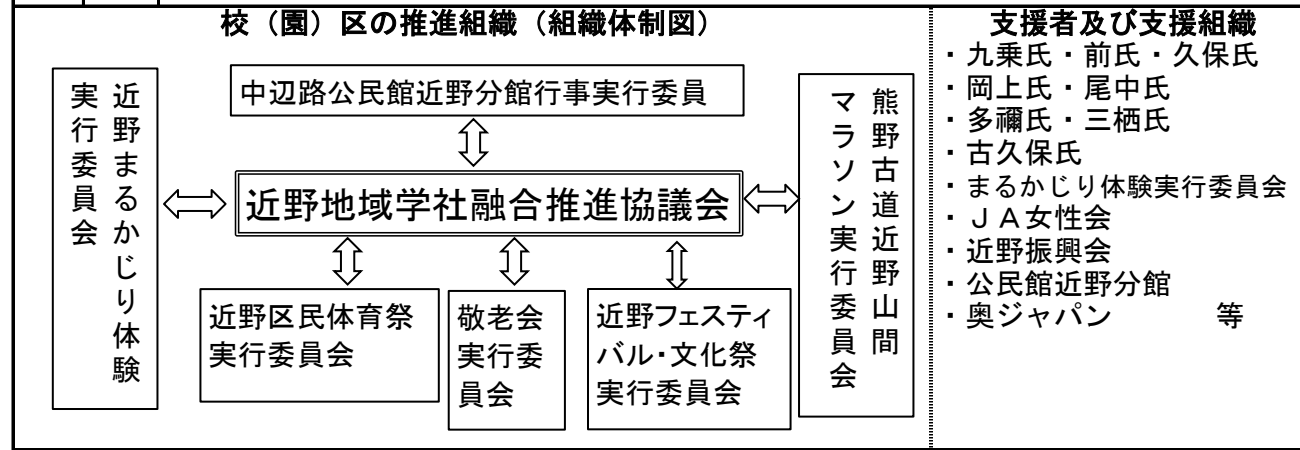 校（園）区の推進組織（組織体制図）
近野まるかじり体験
実行委員会
中辺路公民館近野分館行事実行委員
近野地域学社融合推進協議会
熊野古道近野山間
マラソン実行委員会
近野区民体育祭
実行委員会
敬老会
実行委
員会
近野フェスティ
バル・文化祭
実行委員会
支援者及び支援組織
・九乗氏・前氏・久保氏
・岡上氏・尾中氏
・多禰氏・三栖氏
・古久保氏
・まるかじり体験実行委員会
・ＪＡ女性会
・近野振興会
・公民館近野分館
・奥ジャパン　　　等